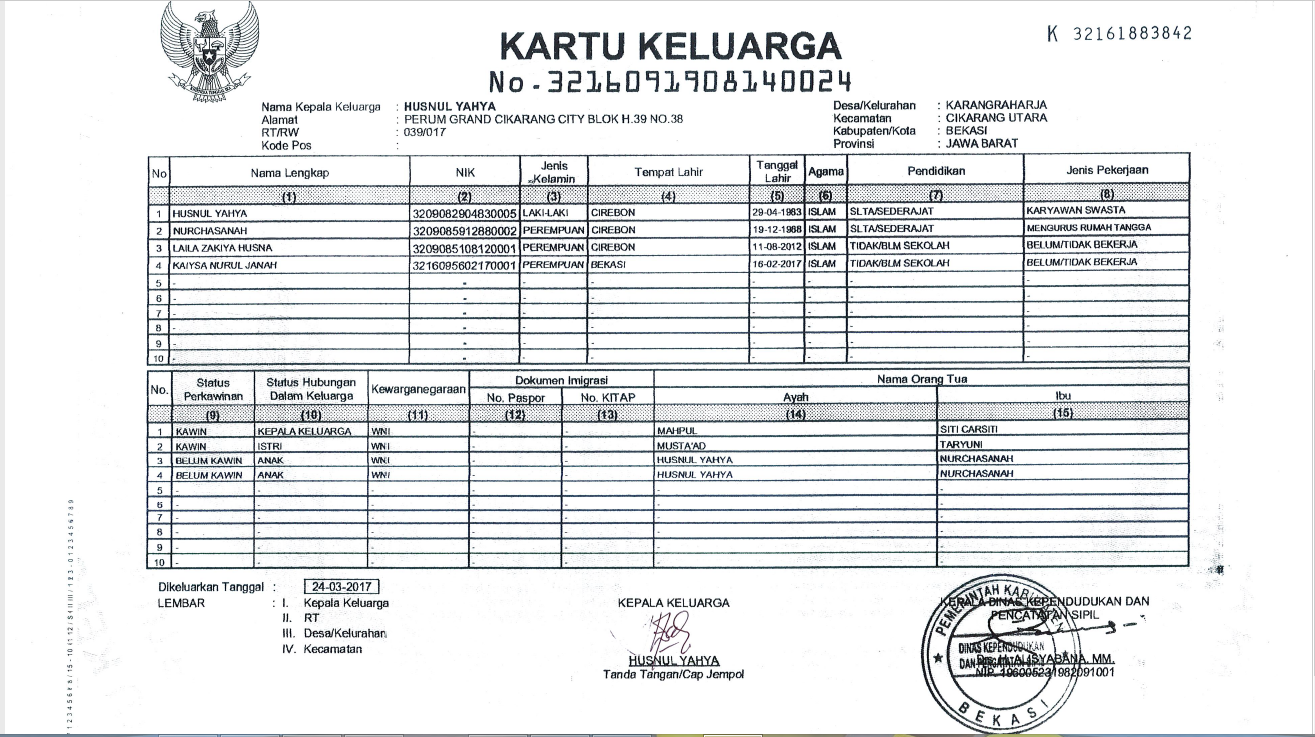 K 32161883842
KARTU KELUARGA
No.3216091908140024
Nama Kepala Keluarga : HUSNUL YAHYA
Alamat : PERUM GRAND CIKARANG CITY BLOK H.39 NO.38
RT/RW : 039/017
Kode Pos :
Desa/Kelurahan : KARANGRAHARJA
Kecamatan : CIKARANG UTARA
Kabupaten/Kota : BEKASI
Provinsi : JAWA BARAT
No Nama Lengkap NIK Jenis Kelamin Tempat Lahir Tanggal Lahir Agama Pendidikan Jenis Pekerjaan
(1) (2) (3) (4) (5) (6) (7) (8)
1 HUSNUL YAHYA 3209082904830005 LAKI-LAKI CIREBON 29-04-1983 ISLAM SLTA/SEDERAJAT KARYAWAN SWASTA
2 NURCHASANAH 3209085912880002 PEREMPUAN CIREBON 19-12-1988 ISLAM SLTA/SEDERAJAT MENGURUS RUMAH TANGGA
3 LAILA ZAKIYA HUSNA 3209085108120001 PEREMPUAN CIREBON 11-08-2012 ISLAM TIDAK/BLM SEKOLAH BELUM/TIDAK BEKERJA
4 KAIYSA NURUL JANAH 3216095602170001 PEREMPUAN BEKASI 16-02-2017 ISLAM TIDAK/BLM SEKOLAH BELUM/TIDAK BEKERJA
5 - - - - - - - -
6 - - - - - - - -
7 - - - - - - - -
8 - - - - - - - -
9 - - - - - - - -
10 - - - - - - - -
No. Status Perkawinan Status Hubungan Dalam Keluarga Kewarganegaraan Dokumen Imigrasi Nama Orang Tua
No. Paspor No. KITAP Ayah Ibu
(9) (10) (11) (12) (13) (14) (15)
1 KAWIN KEPALA KELUARGA WNI - - MAHPUL SITI CARSITI
2 KAWIN ISTRI WNI - - MUSTA'AD TARYUNI
3 BELUM KAWIN ANAK WNI - - HUSNUL YAHYA NURCHASANAH
4 BELUM KAWIN ANAK WNI - - HUSNUL YAHYA NURCHASANAH
5 - - - - - - -
6 - - - - - - -
7 - - - - - - -
8 - - - - - - -
9 - - - - - - -
10 - - - - - - -
Dikeluarkan Tanggal : 24-03-2017
LEMBAR : I. Kepala Keluarga
II. RT
III. Desa/Kelurahan
IV. Kecamatan
KEPALA KELUARGA
HUSNUL YAHYA
Tanda Tangan/Cap Jempol
KEPALA DINAS KEPENDUDUKAN DAN
PENCATATAN SIPIL
PEMERINTAH
DINAS KEPENDUDUKAN
ALISYABANA, MM.
NIP. 196005231982091001
BEKASI